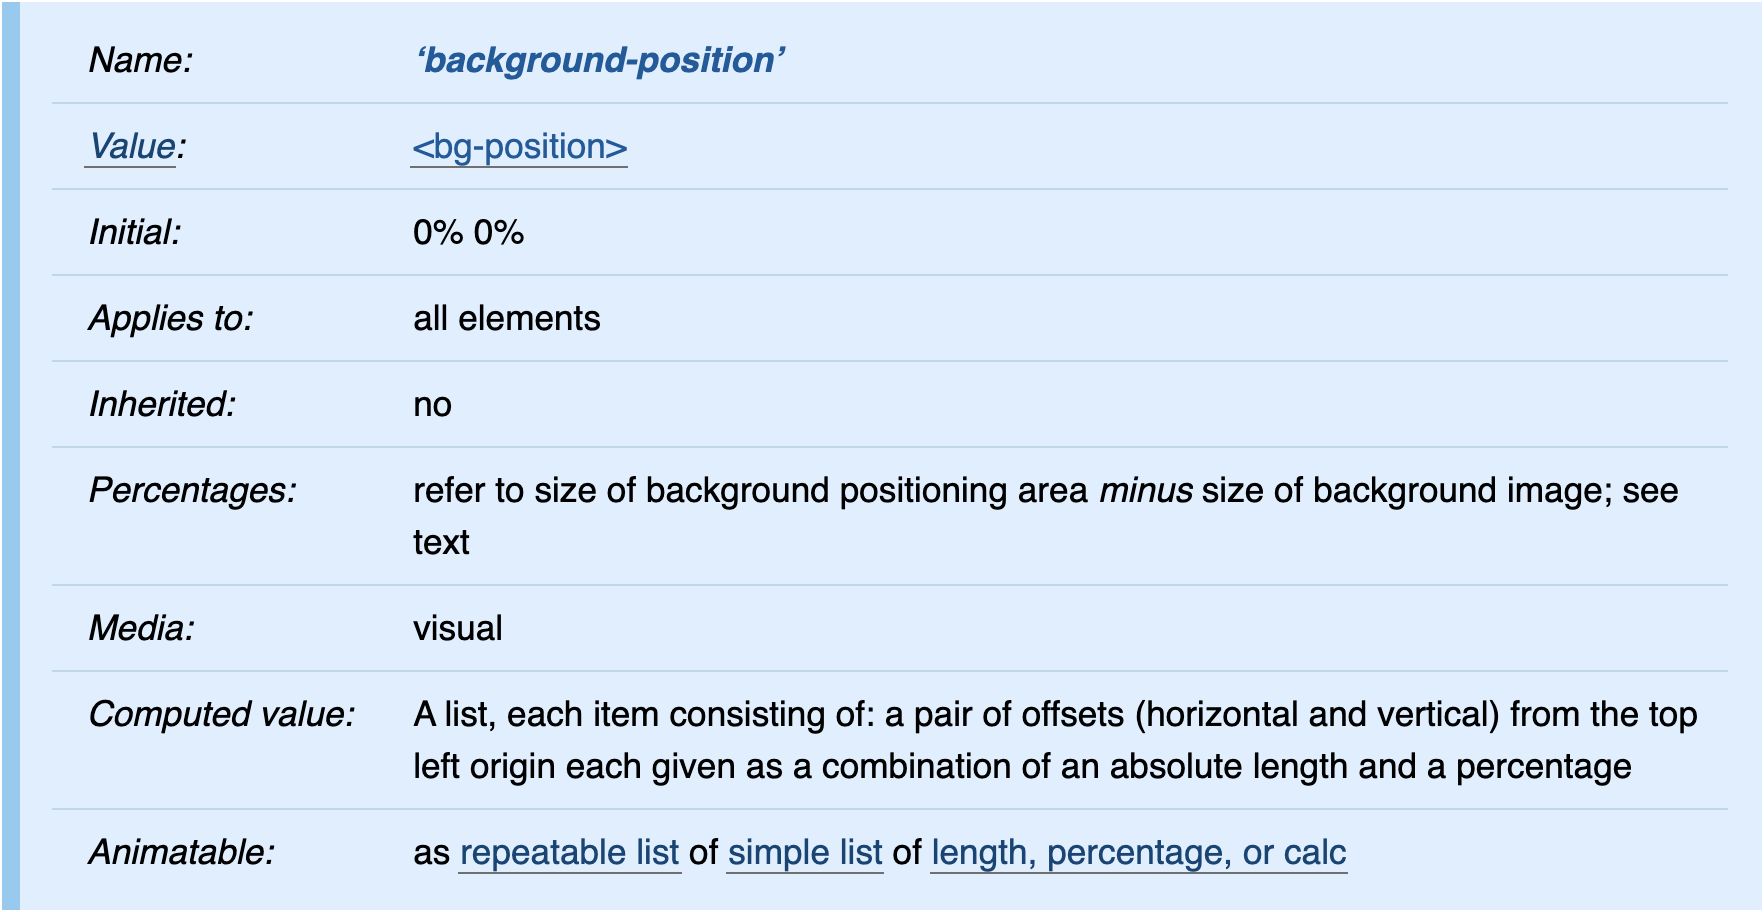 Name: ‘background-position’
Value: <bg-position>
Initial: 0% 0%
Applies to: all elements
Inherited: no
Percentages: refer to size of background positioning area minus size of background image; see
text
Media: visual
Computed value: A list, each item consisting of: a pair of offsets (horizontal and vertical) from the top
left origin each given as a combination of an absolute length and a percentage
Animatable: as repeatable list of simple list of length, percentage, or calc